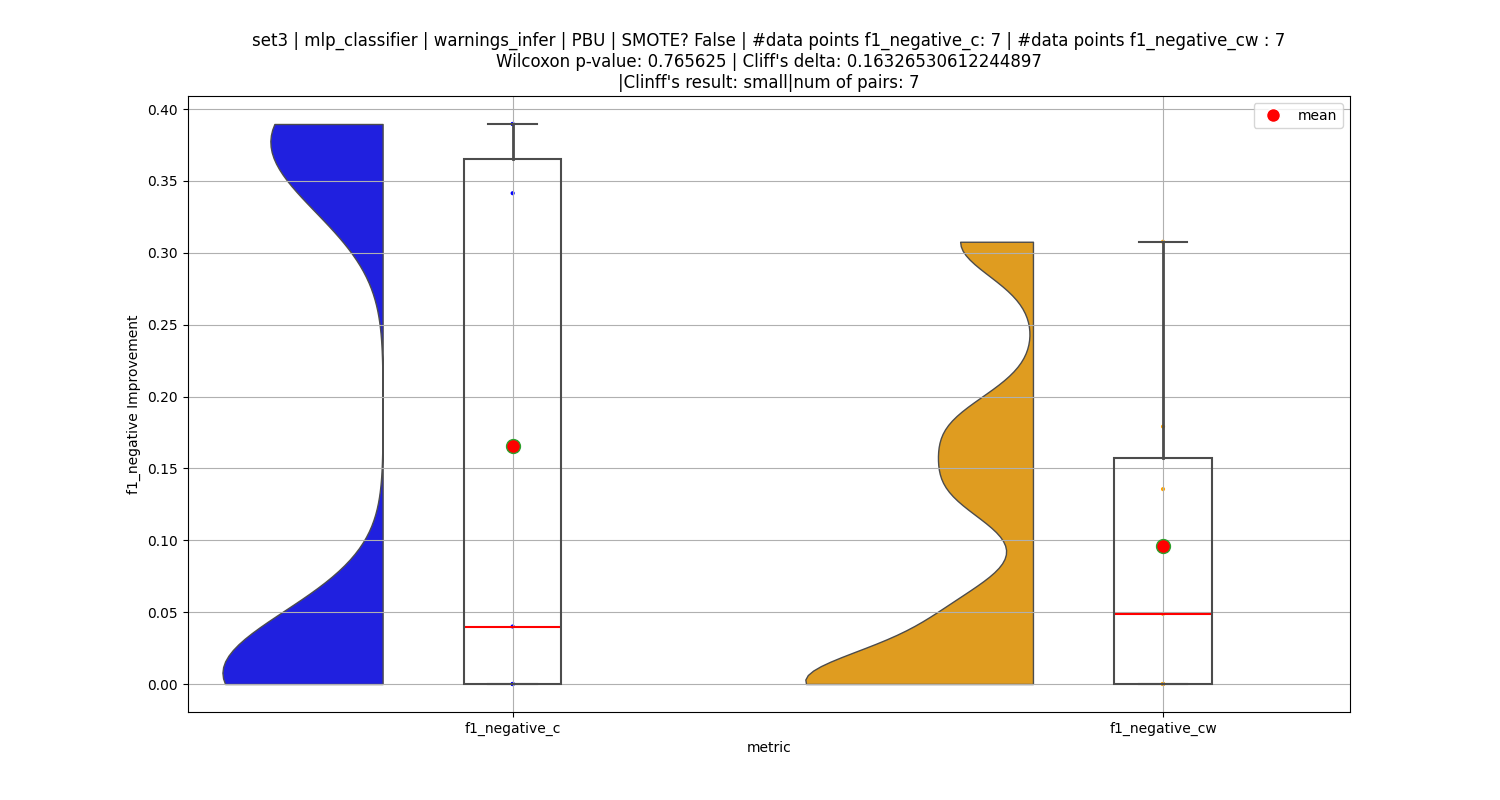 set3 | mlp_classifier | warnings_infer | PBU | SMOTE? False | #data points f1_negative_c: 7 | #data points f1_negative_cw : 7
Wilcoxon p-value: 0.765625 | Cliff's delta: 0.16326530612244897
|Clinff's result: small|num of pairs: 7
mean
0.40
0.35
0.30
0.25
0.20
0.15
0.10
0.05
0.00
f1_negative Improvement
f1_negative_c
f1_negative_cw
metric